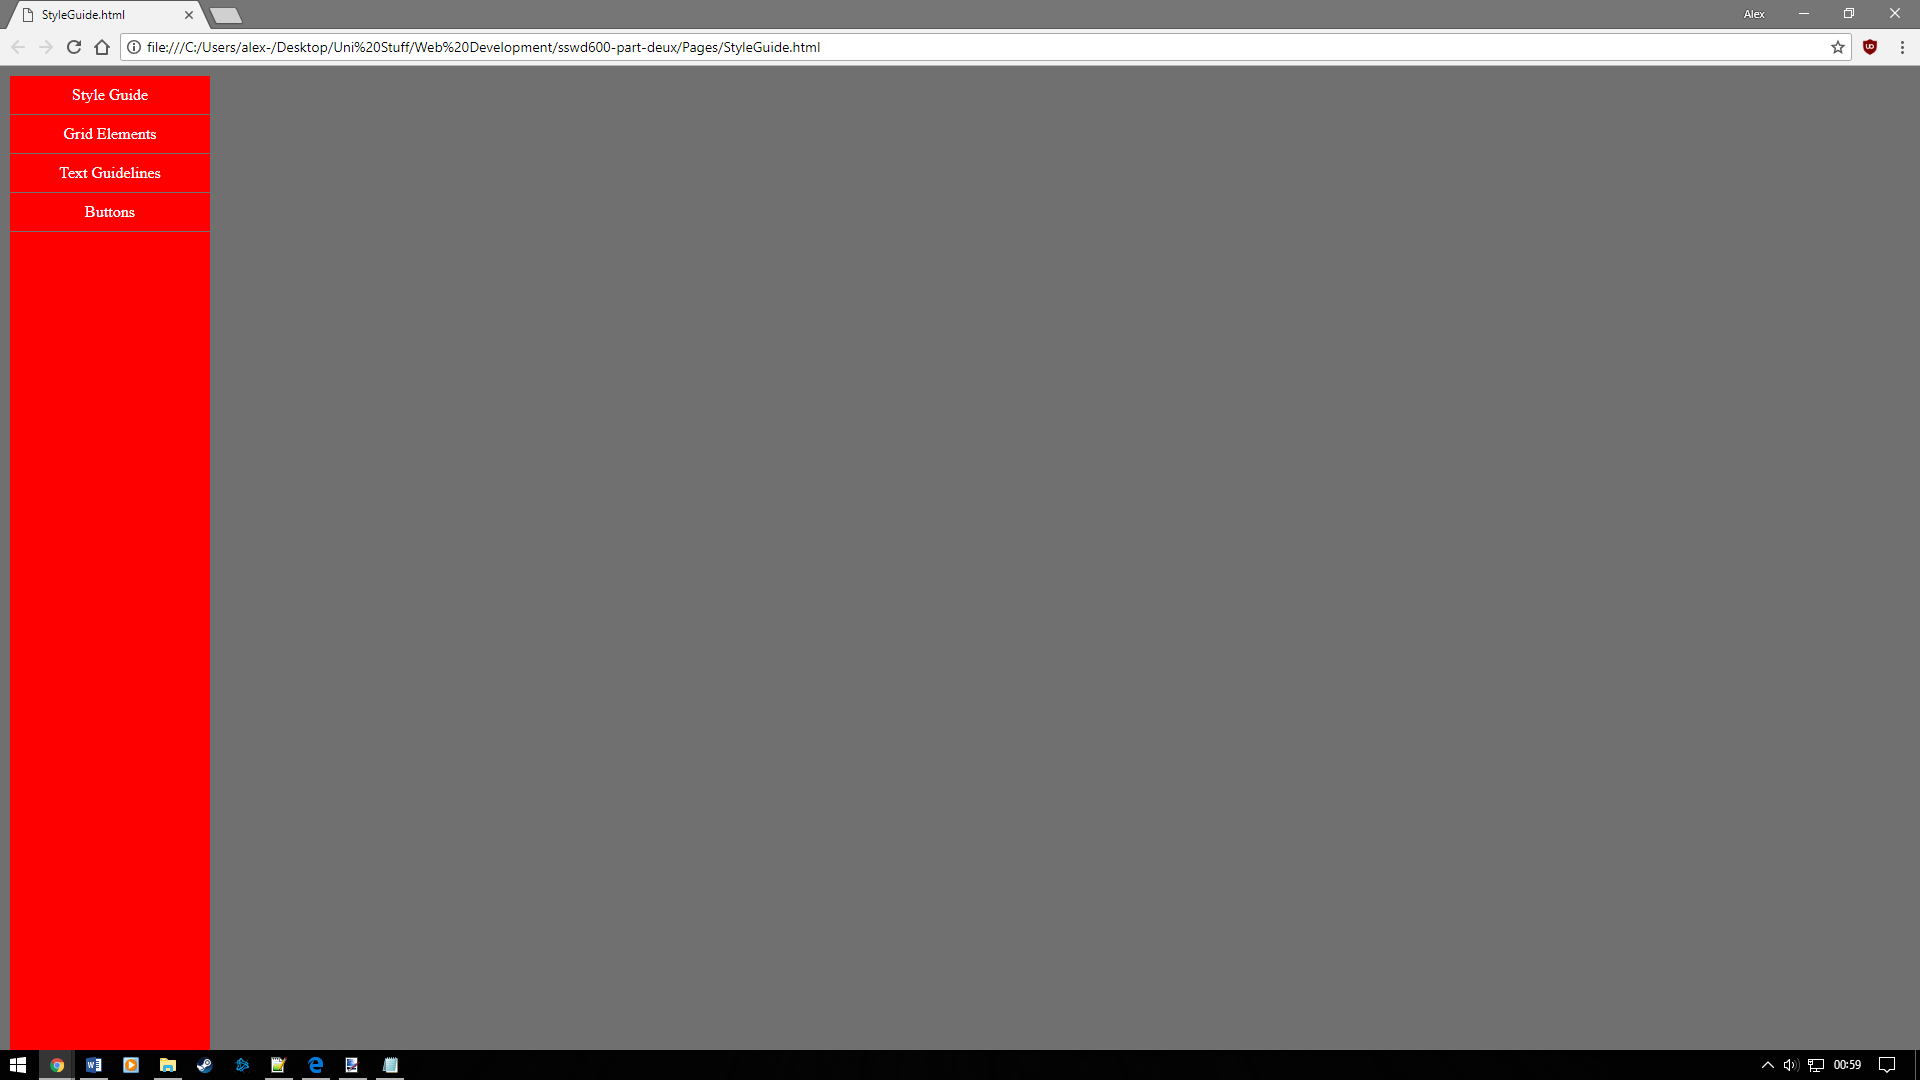 StyleGuide.html
Alex
file:///C:/Users/alex-/Desktop/Uni%20Stuff/Web%20Development/sswd600-part-deux/Pages/StyleGuide.html
Style Guide
Grid Elements
Text Guidelines
Buttons
00:59